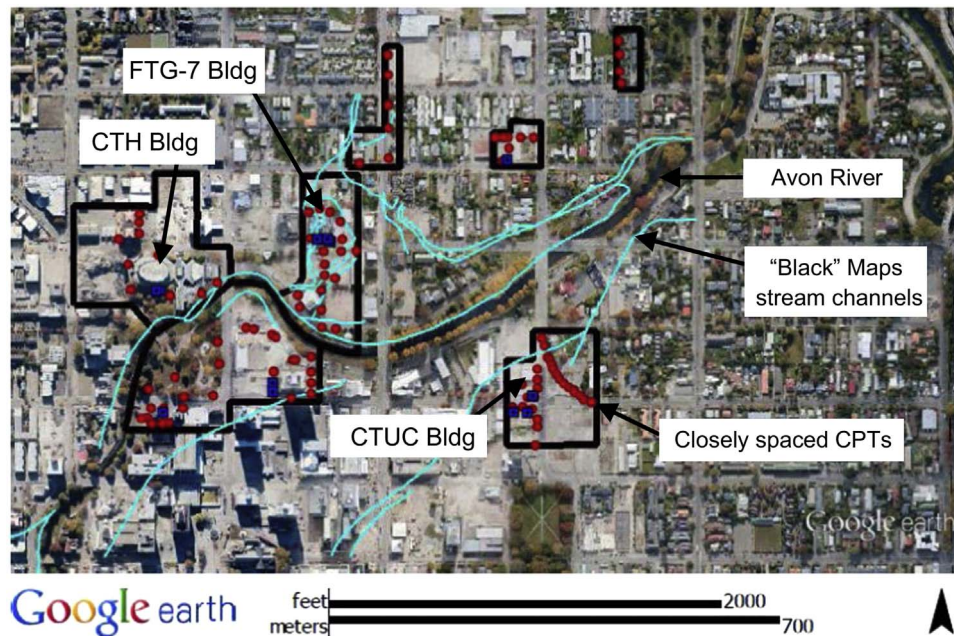 FTG-7 Bldg
CTH Bldg
Avon River
“Black” Maps
stream channels
CTUC Bldg
Closely spaced CPTs
Google earth
Google earth
feet
2000
meters
700